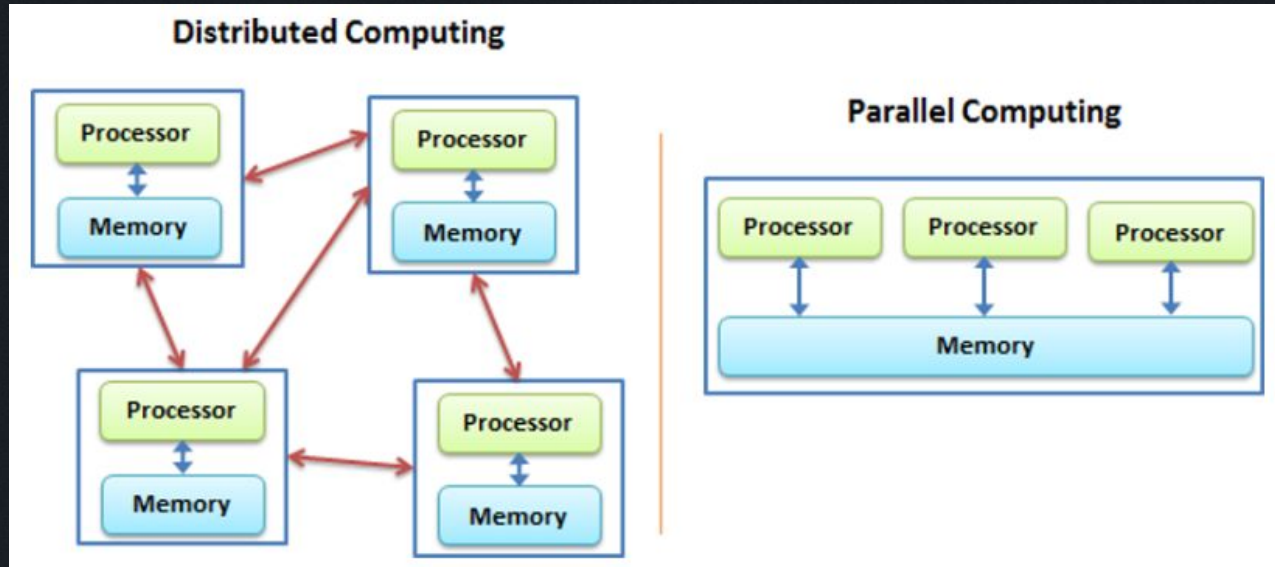 Distributed Computing
Processor
Memory
Processor
Memory
Processor
Memory
Processor
Memory
Parallel Computing
Processor
Processor
Processor
Memory